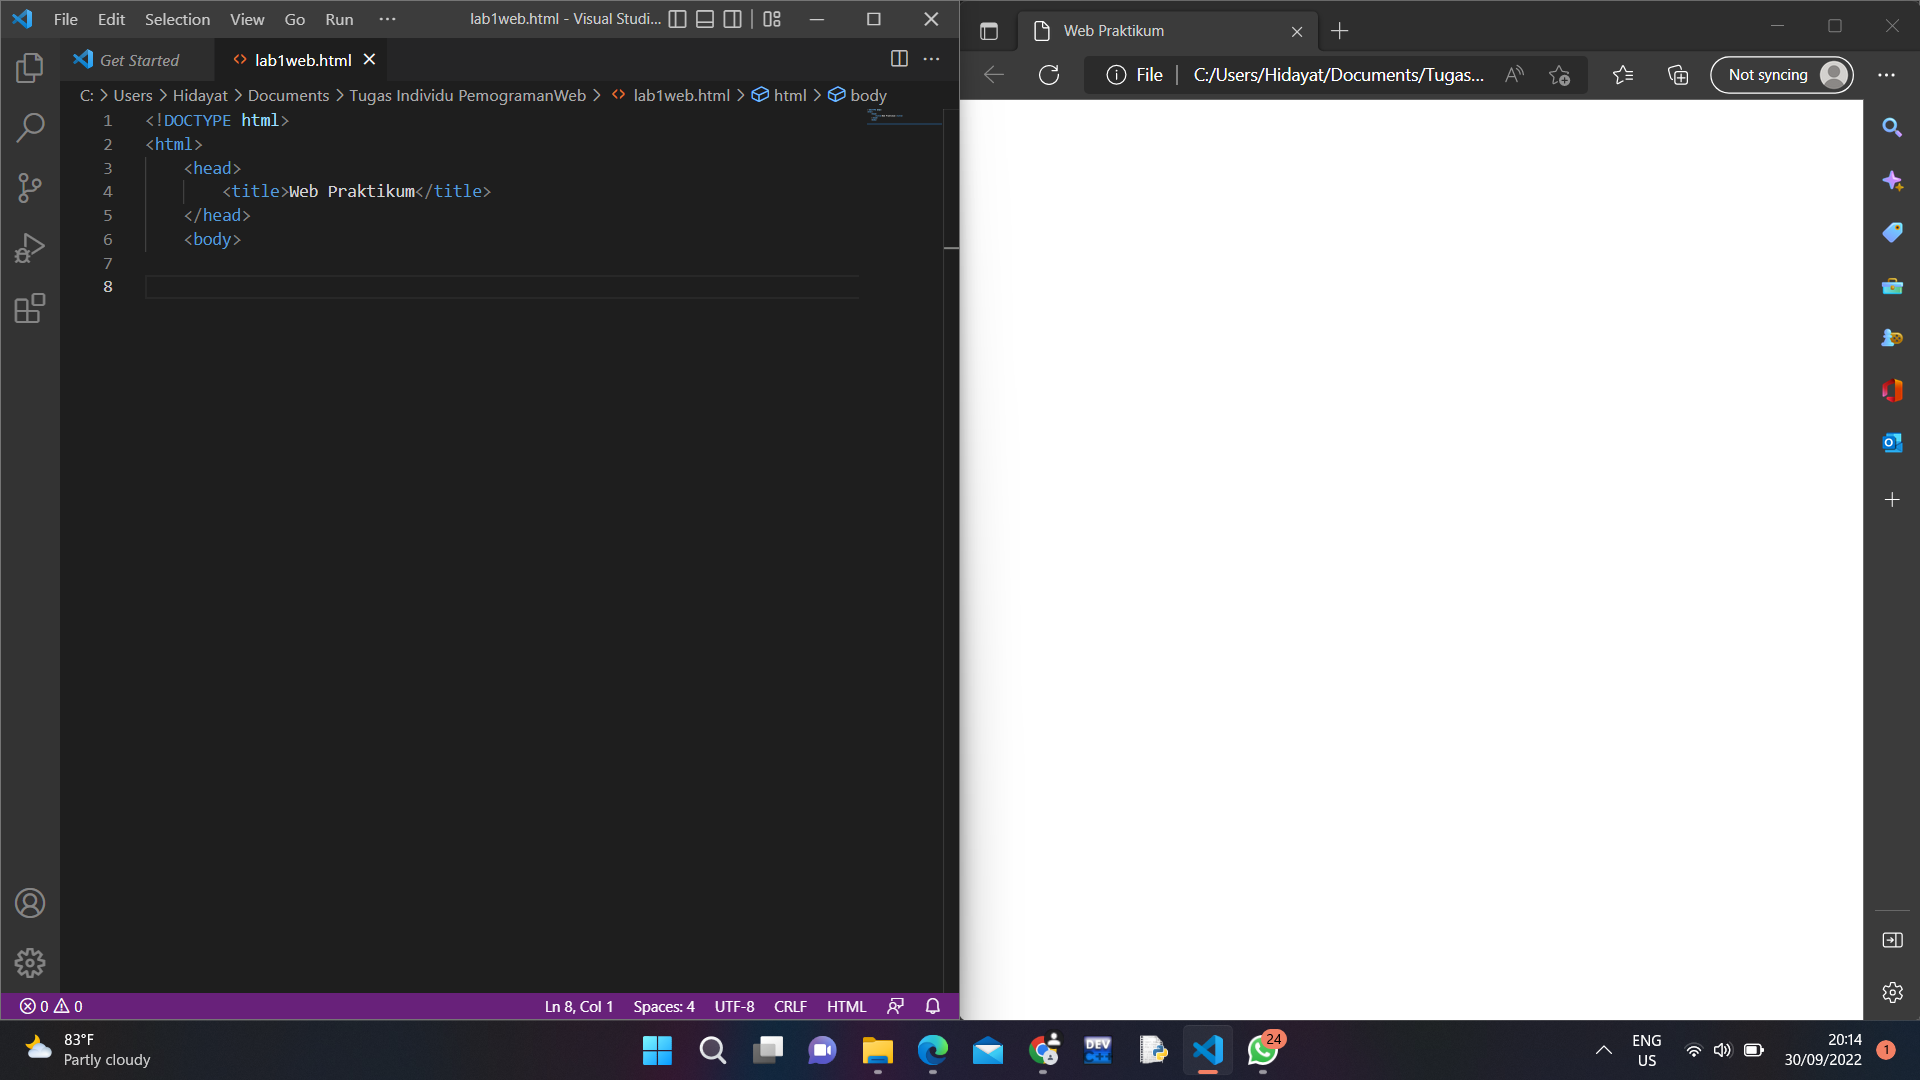 File Edit Selection View Go Run ··· lab1web.html - Visual Studi...
Get Started lab1web.html
C: > Users > Hidayat > Documents > Tugas Individu PemogramanWeb > lab1web.html > html > body
1 <!DOCTYPE html>
2 <html>
3 <head>
4 <title>Web Praktikum</title>
5 </head>
6 <body>
7
8
0 0 Ln 8, Col 1 Spaces: 4 UTF-8 CRLF HTML
Web Praktikum
File C:/Users/Hidayat/Documents/Tugas... Not syncing
83°F
Partly cloudy
DEV
C++
24
ENG
US
20:14
30/09/2022
1